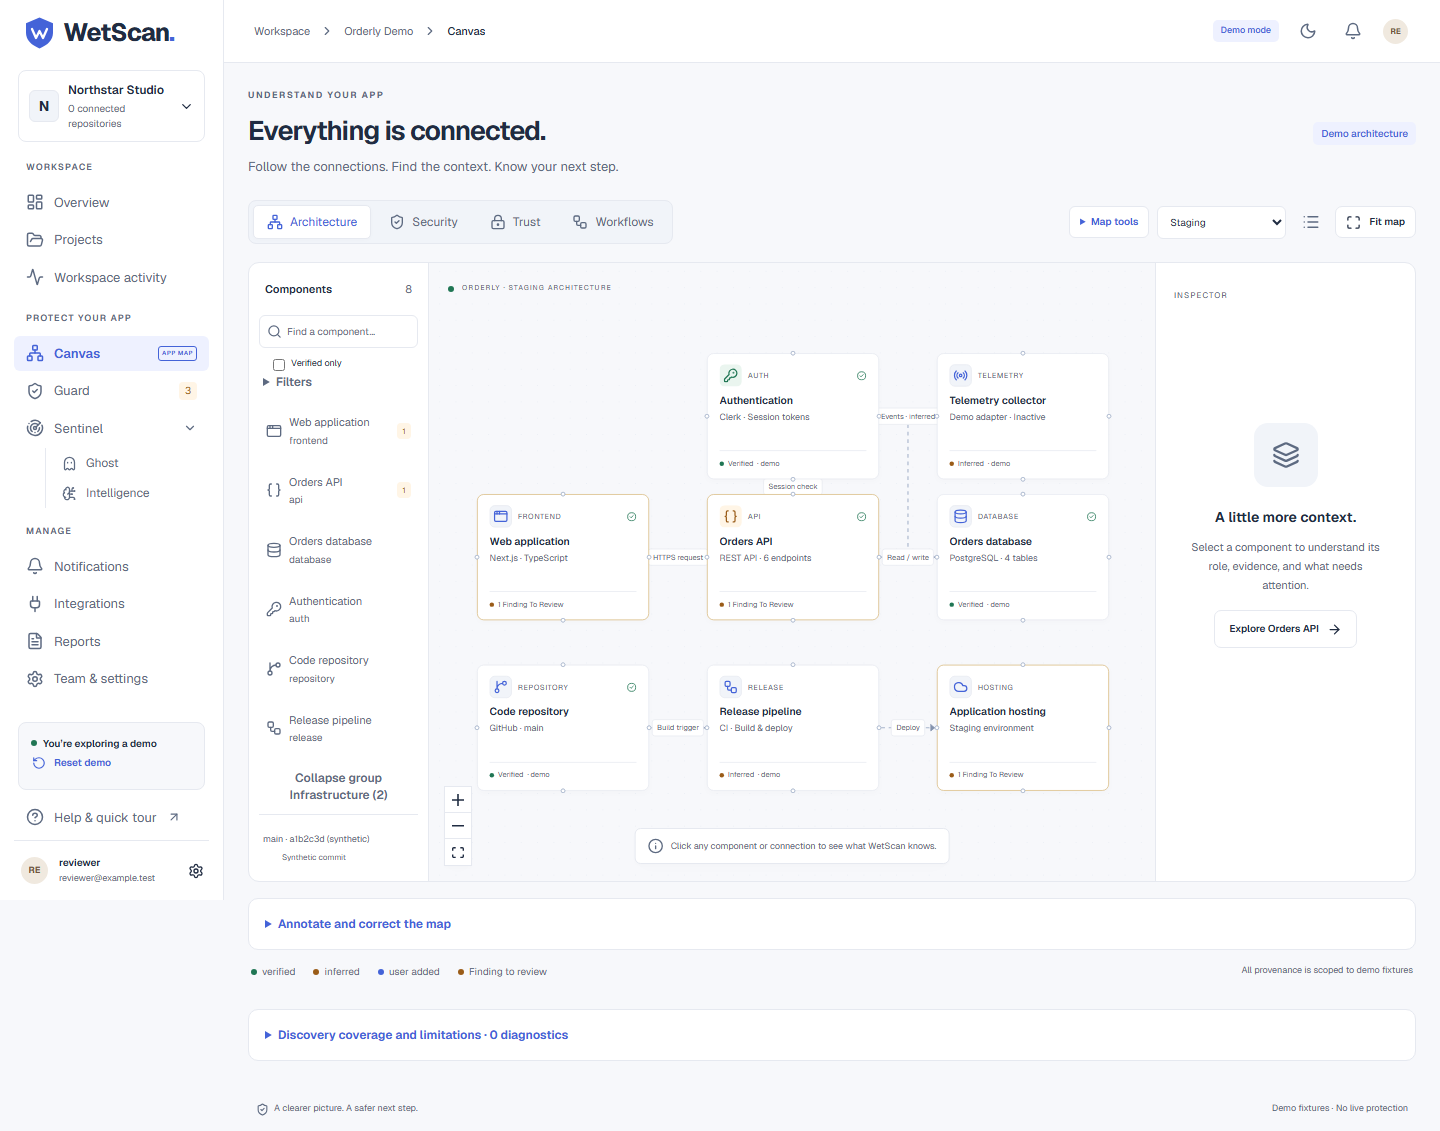 WetScan.
Workspace > Orderly Demo > Canvas
Demo mode
RE
N
Northstar Studio
0 connected
repositories
WORKSPACE
Overview
Projects
Workspace activity
PROTECT YOUR APP
Canvas
APP MAP
Guard
3
Sentinel
Ghost
Intelligence
MANAGE
Notifications
Integrations
Reports
Team & settings
You're exploring a demo
Reset demo
Help & quick tour
RE
reviewer
reviewer@example.test
UNDERSTAND YOUR APP
Everything is connected.
Follow the connections. Find the context. Know your next step.
Demo architecture
Architecture
Security
Trust
Workflows
Map tools
Staging
Fit map
Components
8
Find a component...
Verified only
Filters
Web application
frontend
1
Orders API
api
1
Orders database
database
Authentication
auth
Code repository
repository
Release pipeline
release
Collapse group
Infrastructure (2)
main · a1b2c3d (synthetic)
Synthetic commit
ORDERLY · STAGING ARCHITECTURE
AUTH
Authentication
Clerk · Session tokens
Verified · demo
Events · inferred
TELEMETRY
Telemetry collector
Demo adapter · Inactive
Inferred · demo
Session check
FRONTEND
Web application
Next.js · TypeScript
1 Finding To Review
HTTPS request
API
Orders API
REST API · 6 endpoints
1 Finding To Review
Read / write
DATABASE
Orders database
PostgreSQL · 4 tables
Verified · demo
REPOSITORY
Code repository
GitHub · main
Verified · demo
Build trigger
RELEASE
Release pipeline
CI · Build & deploy
Inferred · demo
Deploy
HOSTING
Application hosting
Staging environment
1 Finding To Review
Click any component or connection to see what WetScan knows.
INSPECTOR
A little more context.
Select a component to understand its
role, evidence, and what needs
attention.
Explore Orders API
Annotate and correct the map
verified
inferred
user added
Finding to review
All provenance is scoped to demo fixtures
Discovery coverage and limitations · 0 diagnostics
A clearer picture. A safer next step.
Demo fixtures · No live protection